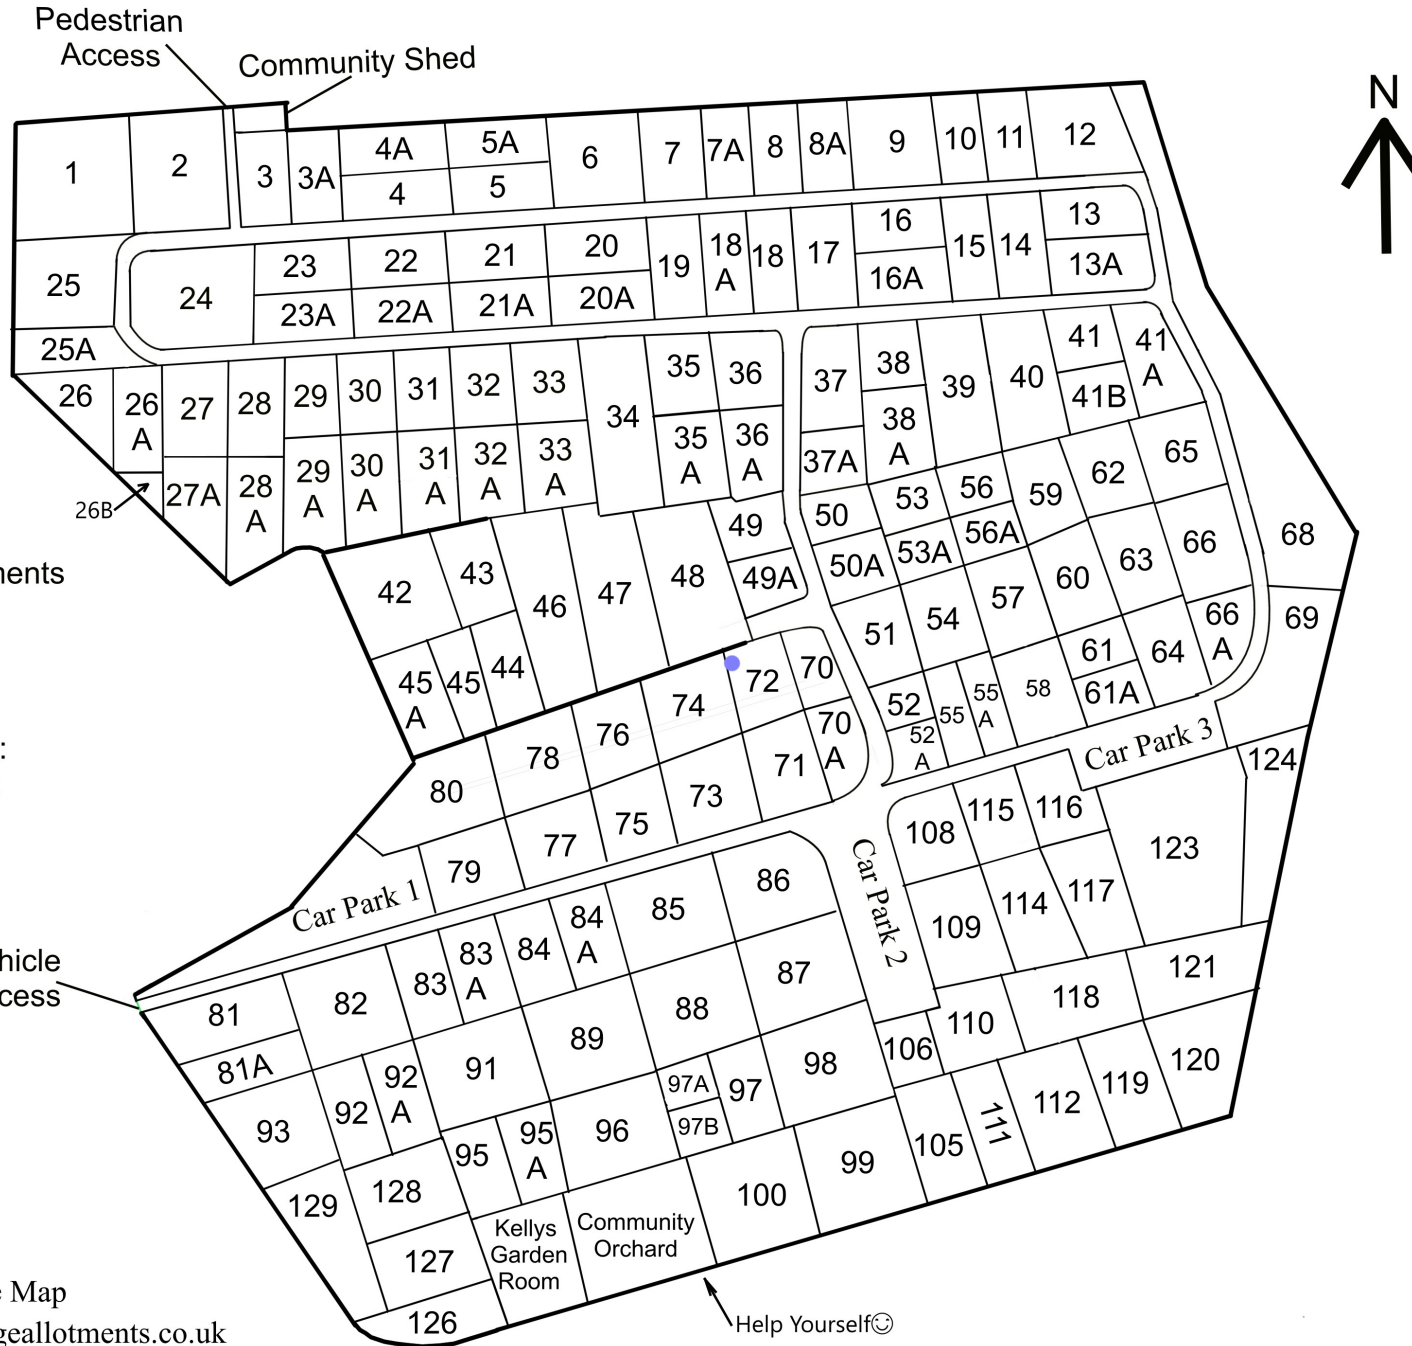 Pedestrian
Access
Community Shed
N
1
2
3
3A
4A
4
5A
5
6
7
7A
8
8A
9
10
11
12
25
25A
24
23
23A
22
22A
21
21A
20
20A
19
18
A
18
17
16
16A
15
14
13
13A
26
26
A
26B
27
27A
28
28
A
29
29
A
30
30
A
31
31
A
32
32
A
33
33
A
34
35
35
A
36
36
A
37
37A
38
38
A
39
40
41
41B
41
A
42
43
45
A
45
44
46
47
48
49
49A
50
50A
53
53A
56
56A
59
62
65
51
54
57
60
63
66
66
A
52
52
A
55
55
A
58
61
61A
64
68
69
ments
:
80
78
76
74
72
70
70
A
79
77
75
73
71
Car Park 1
Car Park 2
Car Park 3
108
115
116
109
114
117
123
124
hicle
cess
81
81A
82
83
83
A
84
84
A
85
86
87
88
89
91
92
92
A
93
95
95
A
96
97A
97B
97
98
106
110
118
121
99
100
105
111
112
119
120
129
128
127
126
Kellys
Garden
Room
Community
Orchard
Help Yourself☺
e Map
geallotments.co.uk